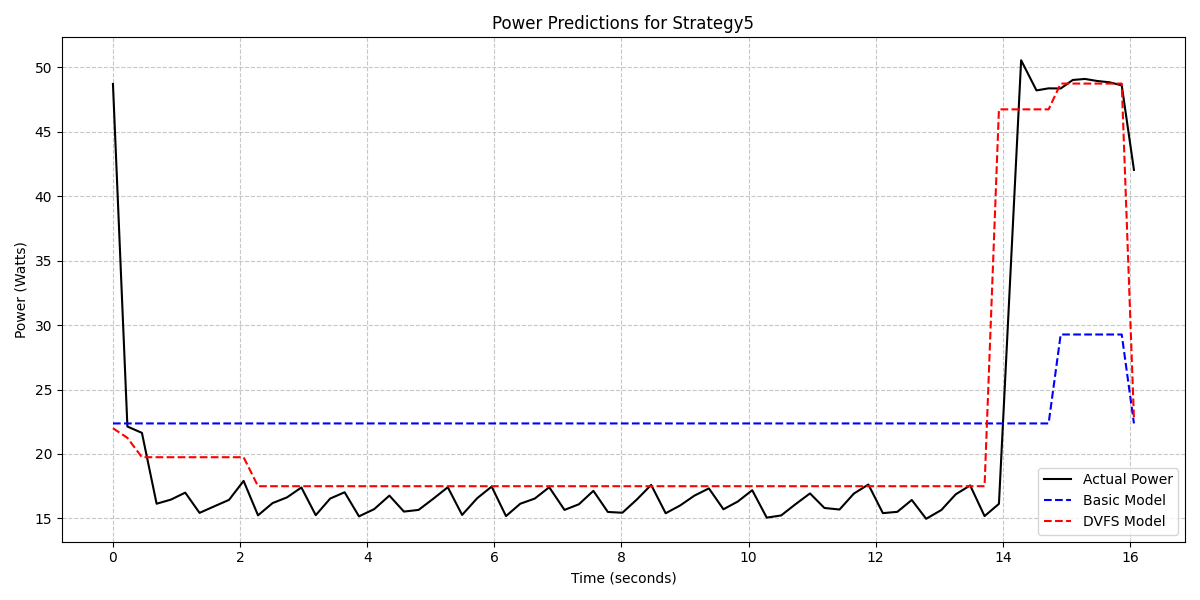 Power Predictions for Strategy5
Power (Watts)
50
45
40
35
30
25
20
15
0 2 4 6 8 10 12 14 16
Time (seconds)
Actual Power
Basic Model
DVFS Model